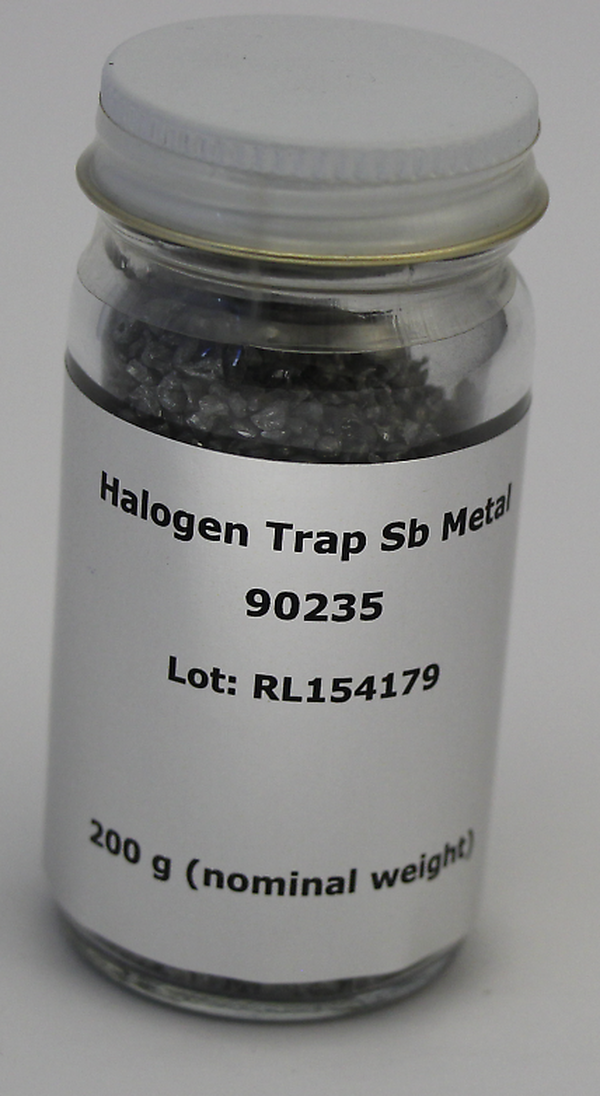 Halogen Trap Sb Metal
90235
Lot: RL154179
200 g (nominal weight)